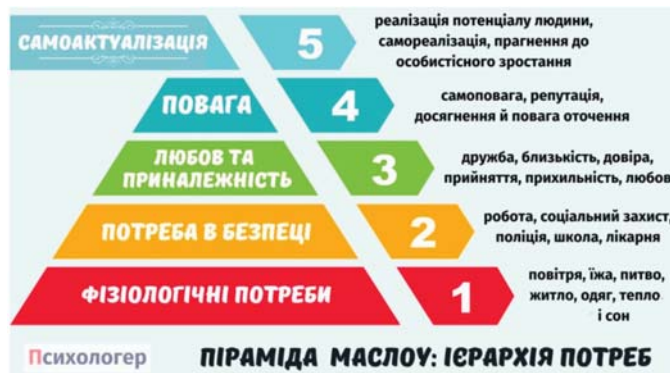 САМОАКТУАЛІЗАЦІЯ
5
реалізація потенціалу людини,
самореалізація, прагнення до
особистісного зростання
ПОВАГА
4
самоповага, репутація,
досягнення й повага оточення
ЛЮБОВ ТА
ПРИНАЛЕЖНІСТЬ
3
дружба, близькість, довіра,
прийняття, прихильність, любов
ПОТРЕБА В БЕЗПЕЦІ
2
робота, соціальний захист,
поліція, школа, лікарня
ФІЗІОЛОГІЧНІ ПОТРЕБИ
1
повітря, їжа, питво,
житло, одяг, тепло
і сон
Психологер
ПІРАМІДА МАСЛОУ: ІЄРАРХІЯ ПОТРЕБ